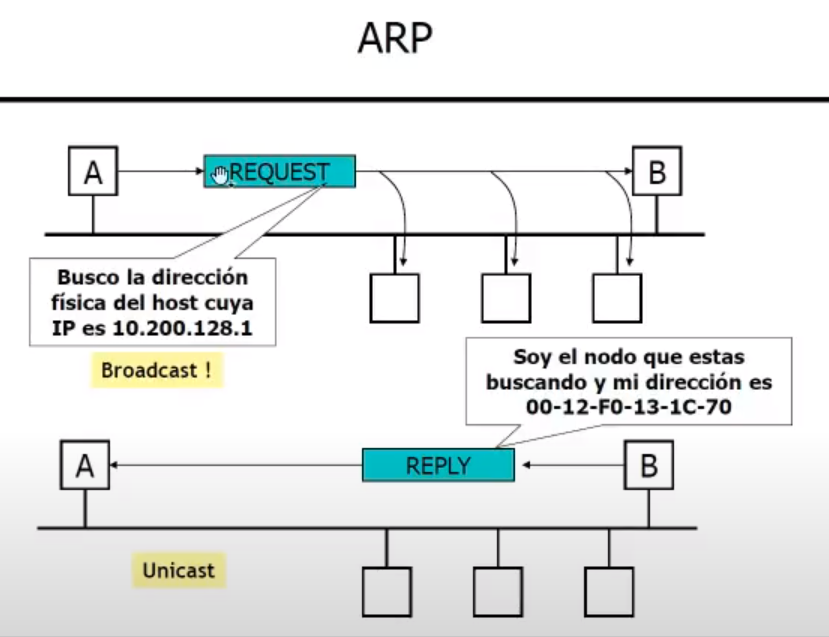 ARP
A
REQUEST
B
Busco la dirección
física del host cuya
IP es 10.200.128.1
Broadcast !
Soy el nodo que estas
buscando y mi dirección es
00-12-F0-13-1C-70
A
REPLY
B
Unicast